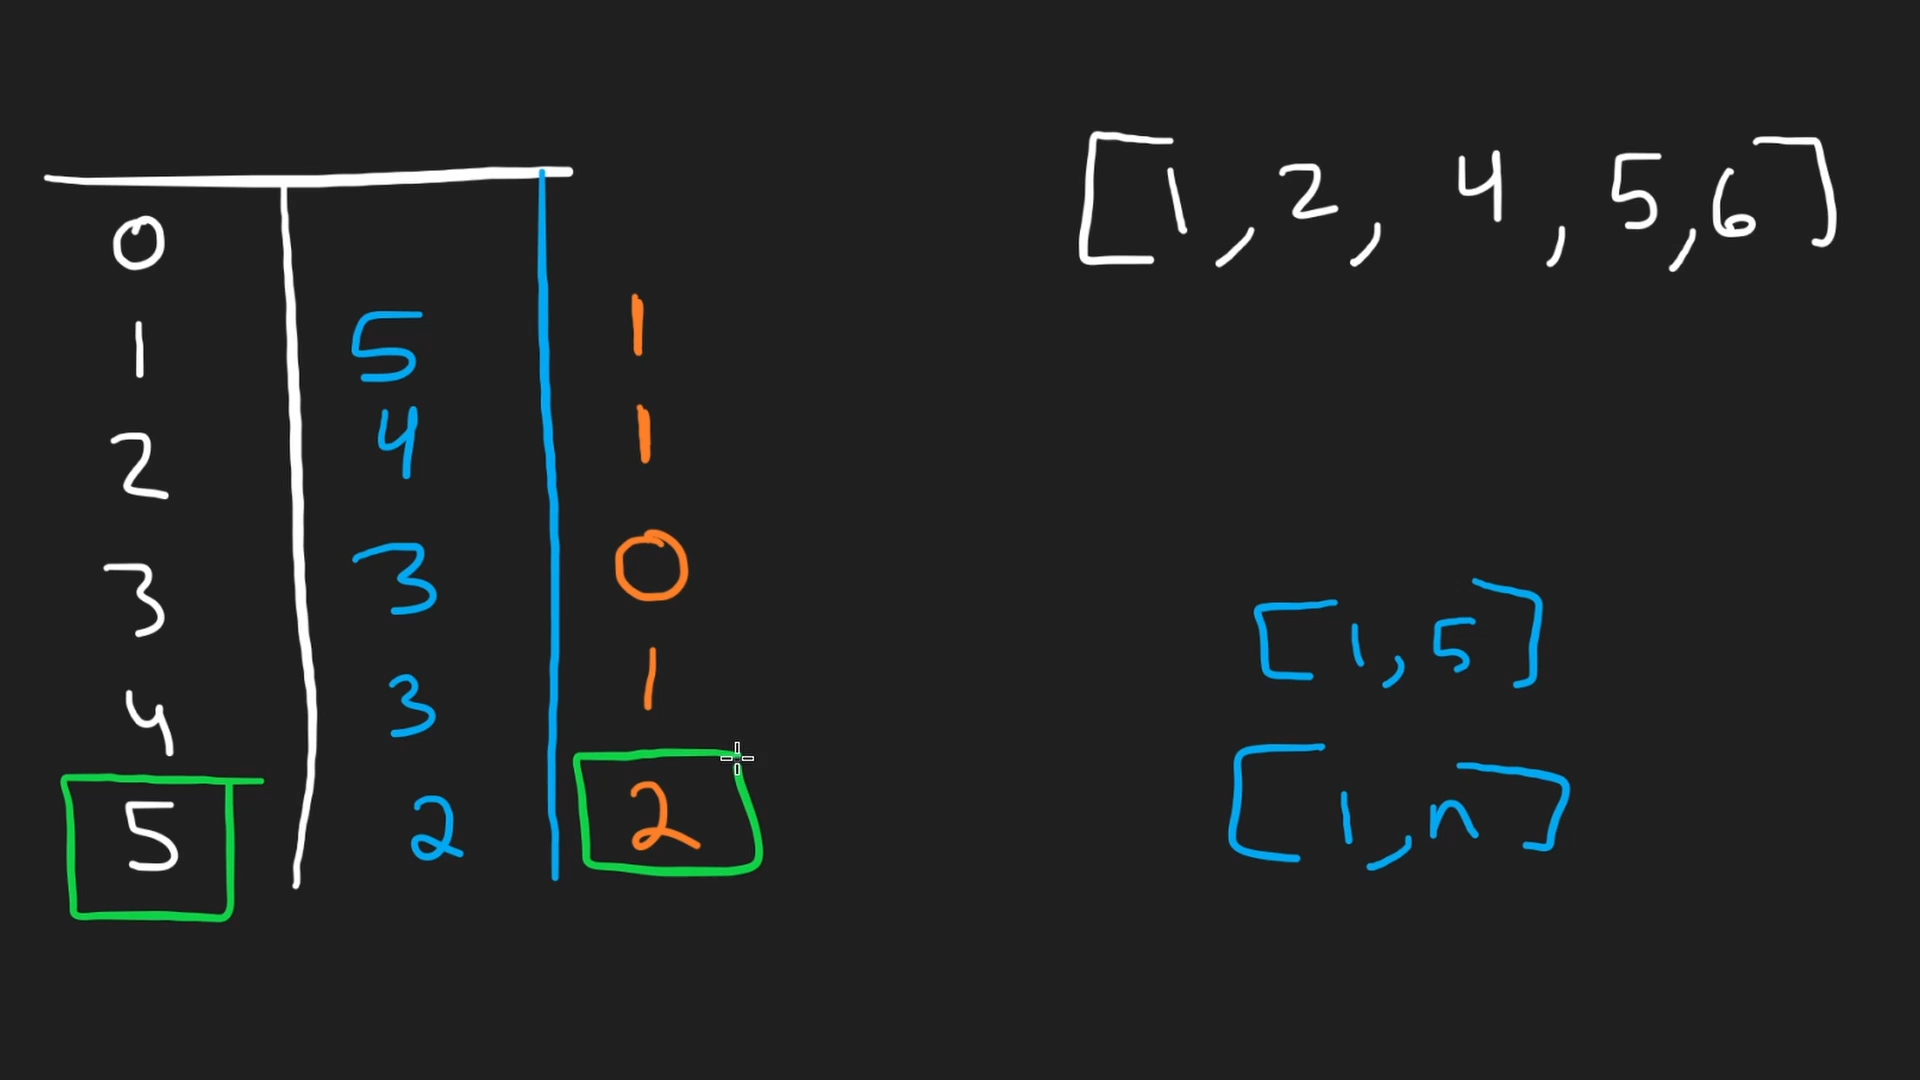 [1, 2, 4, 5, 6]
0
1 5 1
2 4 1
3 3 0
4 3 1
5 2 2
[1, 5]
[1, n]